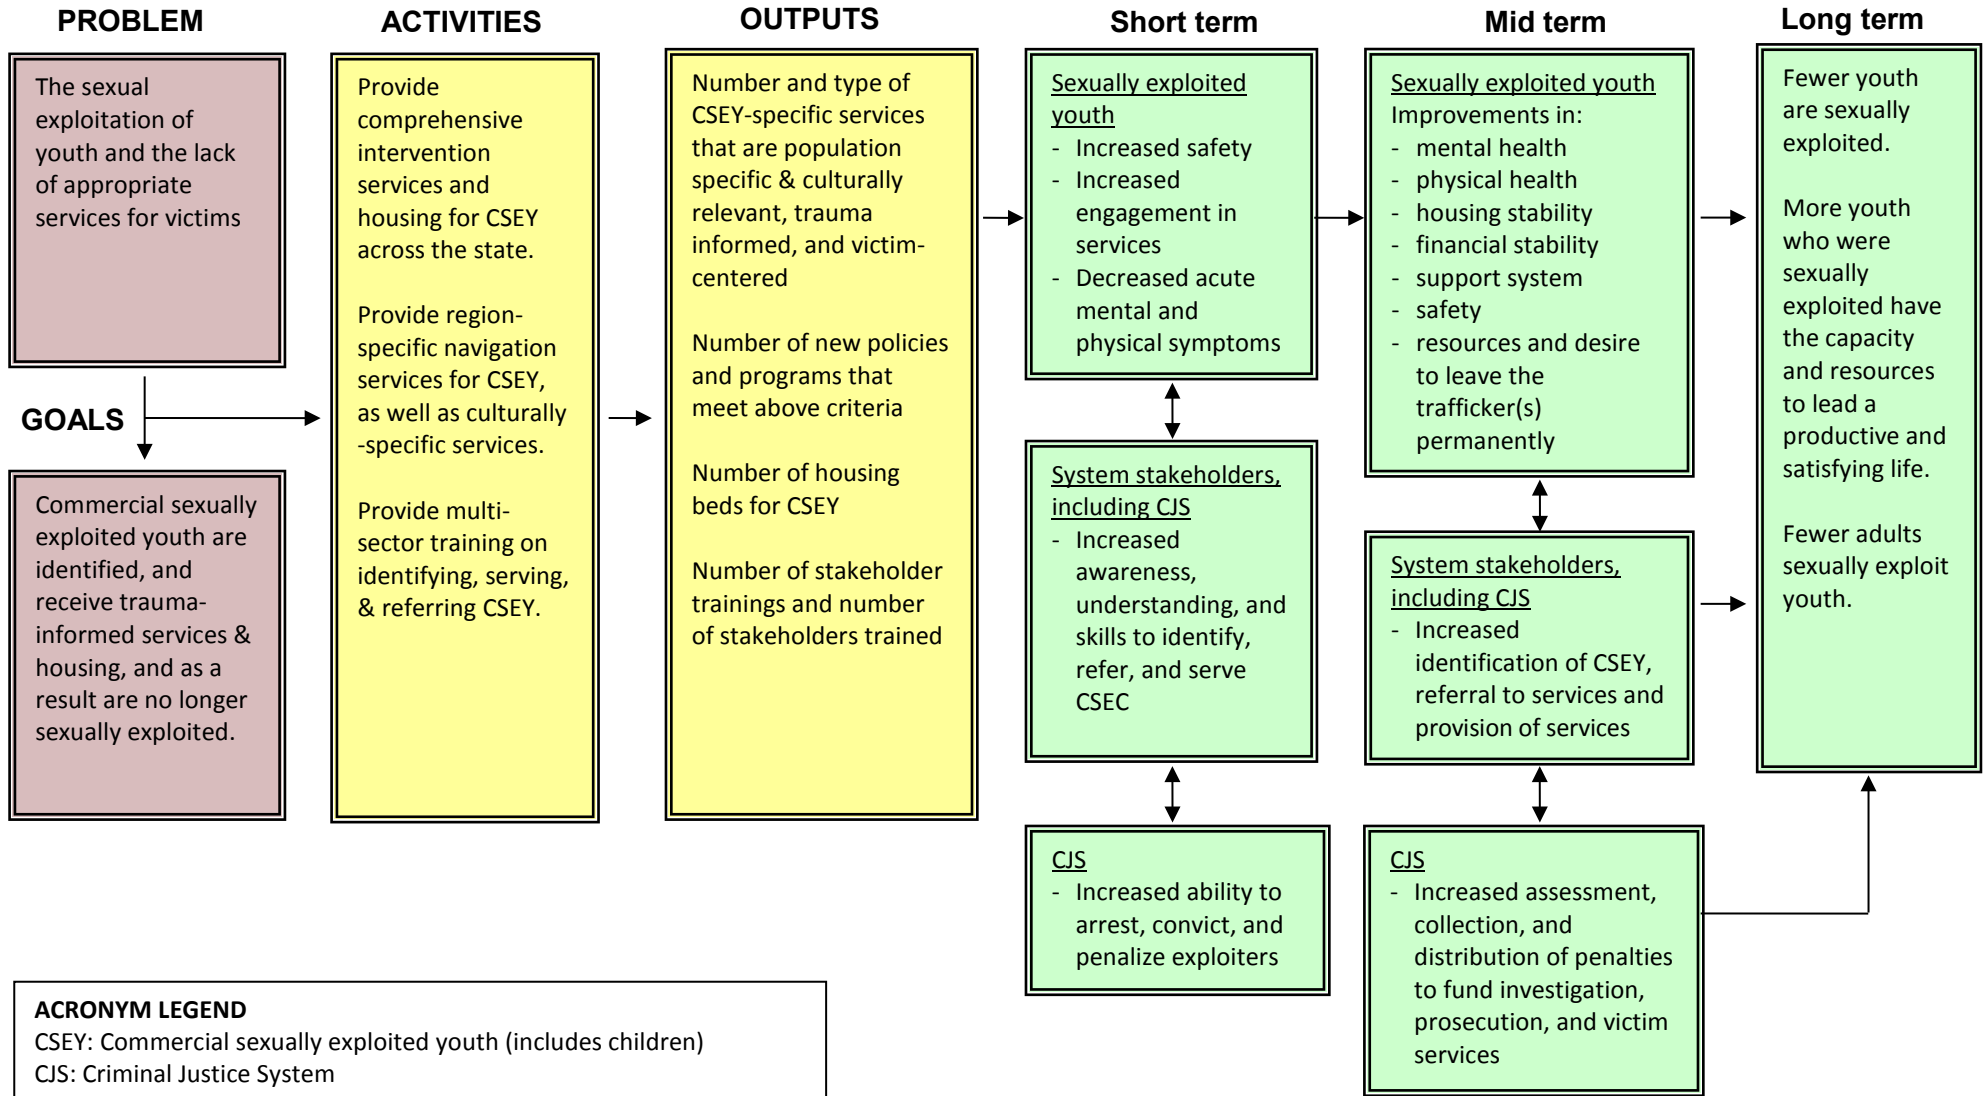 PROBLEM
The sexual
exploitation of
youth and the lack
of appropriate
services for victims
GOALS
Commercial sexually
exploited youth are
identified, and
receive trauma-
informed services &
housing, and as a
result are no longer
sexually exploited.
ACTIVITIES
Provide
comprehensive
intervention
services and
housing for CSEY
across the state.
Provide region-
specific navigation
services for CSEY,
as well as culturally
-specific services.
Provide multi-
sector training on
identifying, serving,
& referring CSEY.
OUTPUTS
Number and type of
CSEY-specific services
that are population
specific & culturally
relevant, trauma
informed, and victim-
centered
Number of new policies
and programs that
meet above criteria
Number of housing
beds for CSEY
Number of stakeholder
trainings and number
of stakeholders trained
Short term
Sexually exploited
youth
- Increased safety
- Increased
engagement in
services
- Decreased acute
mental and
physical symptoms
System stakeholders,
including CJS
- Increased
awareness,
understanding, and
skills to identify,
refer, and serve
CSEC
CJS
- Increased ability to
arrest, convict, and
penalize exploiters
Mid term
Sexually exploited youth
Improvements in:
- mental health
- physical health
- housing stability
- financial stability
- support system
- safety
- resources and desire
to leave the
trafficker(s)
permanently
System stakeholders,
including CJS
- Increased
identification of CSEY,
referral to services and
provision of services
CJS
- Increased assessment,
collection, and
distribution of penalties
to fund investigation,
prosecution, and victim
services
Long term
Fewer youth
are sexually
exploited.
More youth
who were
sexually
exploited have
the capacity
and resources
to lead a
productive and
satisfying life.
Fewer adults
sexually exploit
youth.
ACRONYM LEGEND
CSEY: Commercial sexually exploited youth (includes children)
CJS: Criminal Justice System